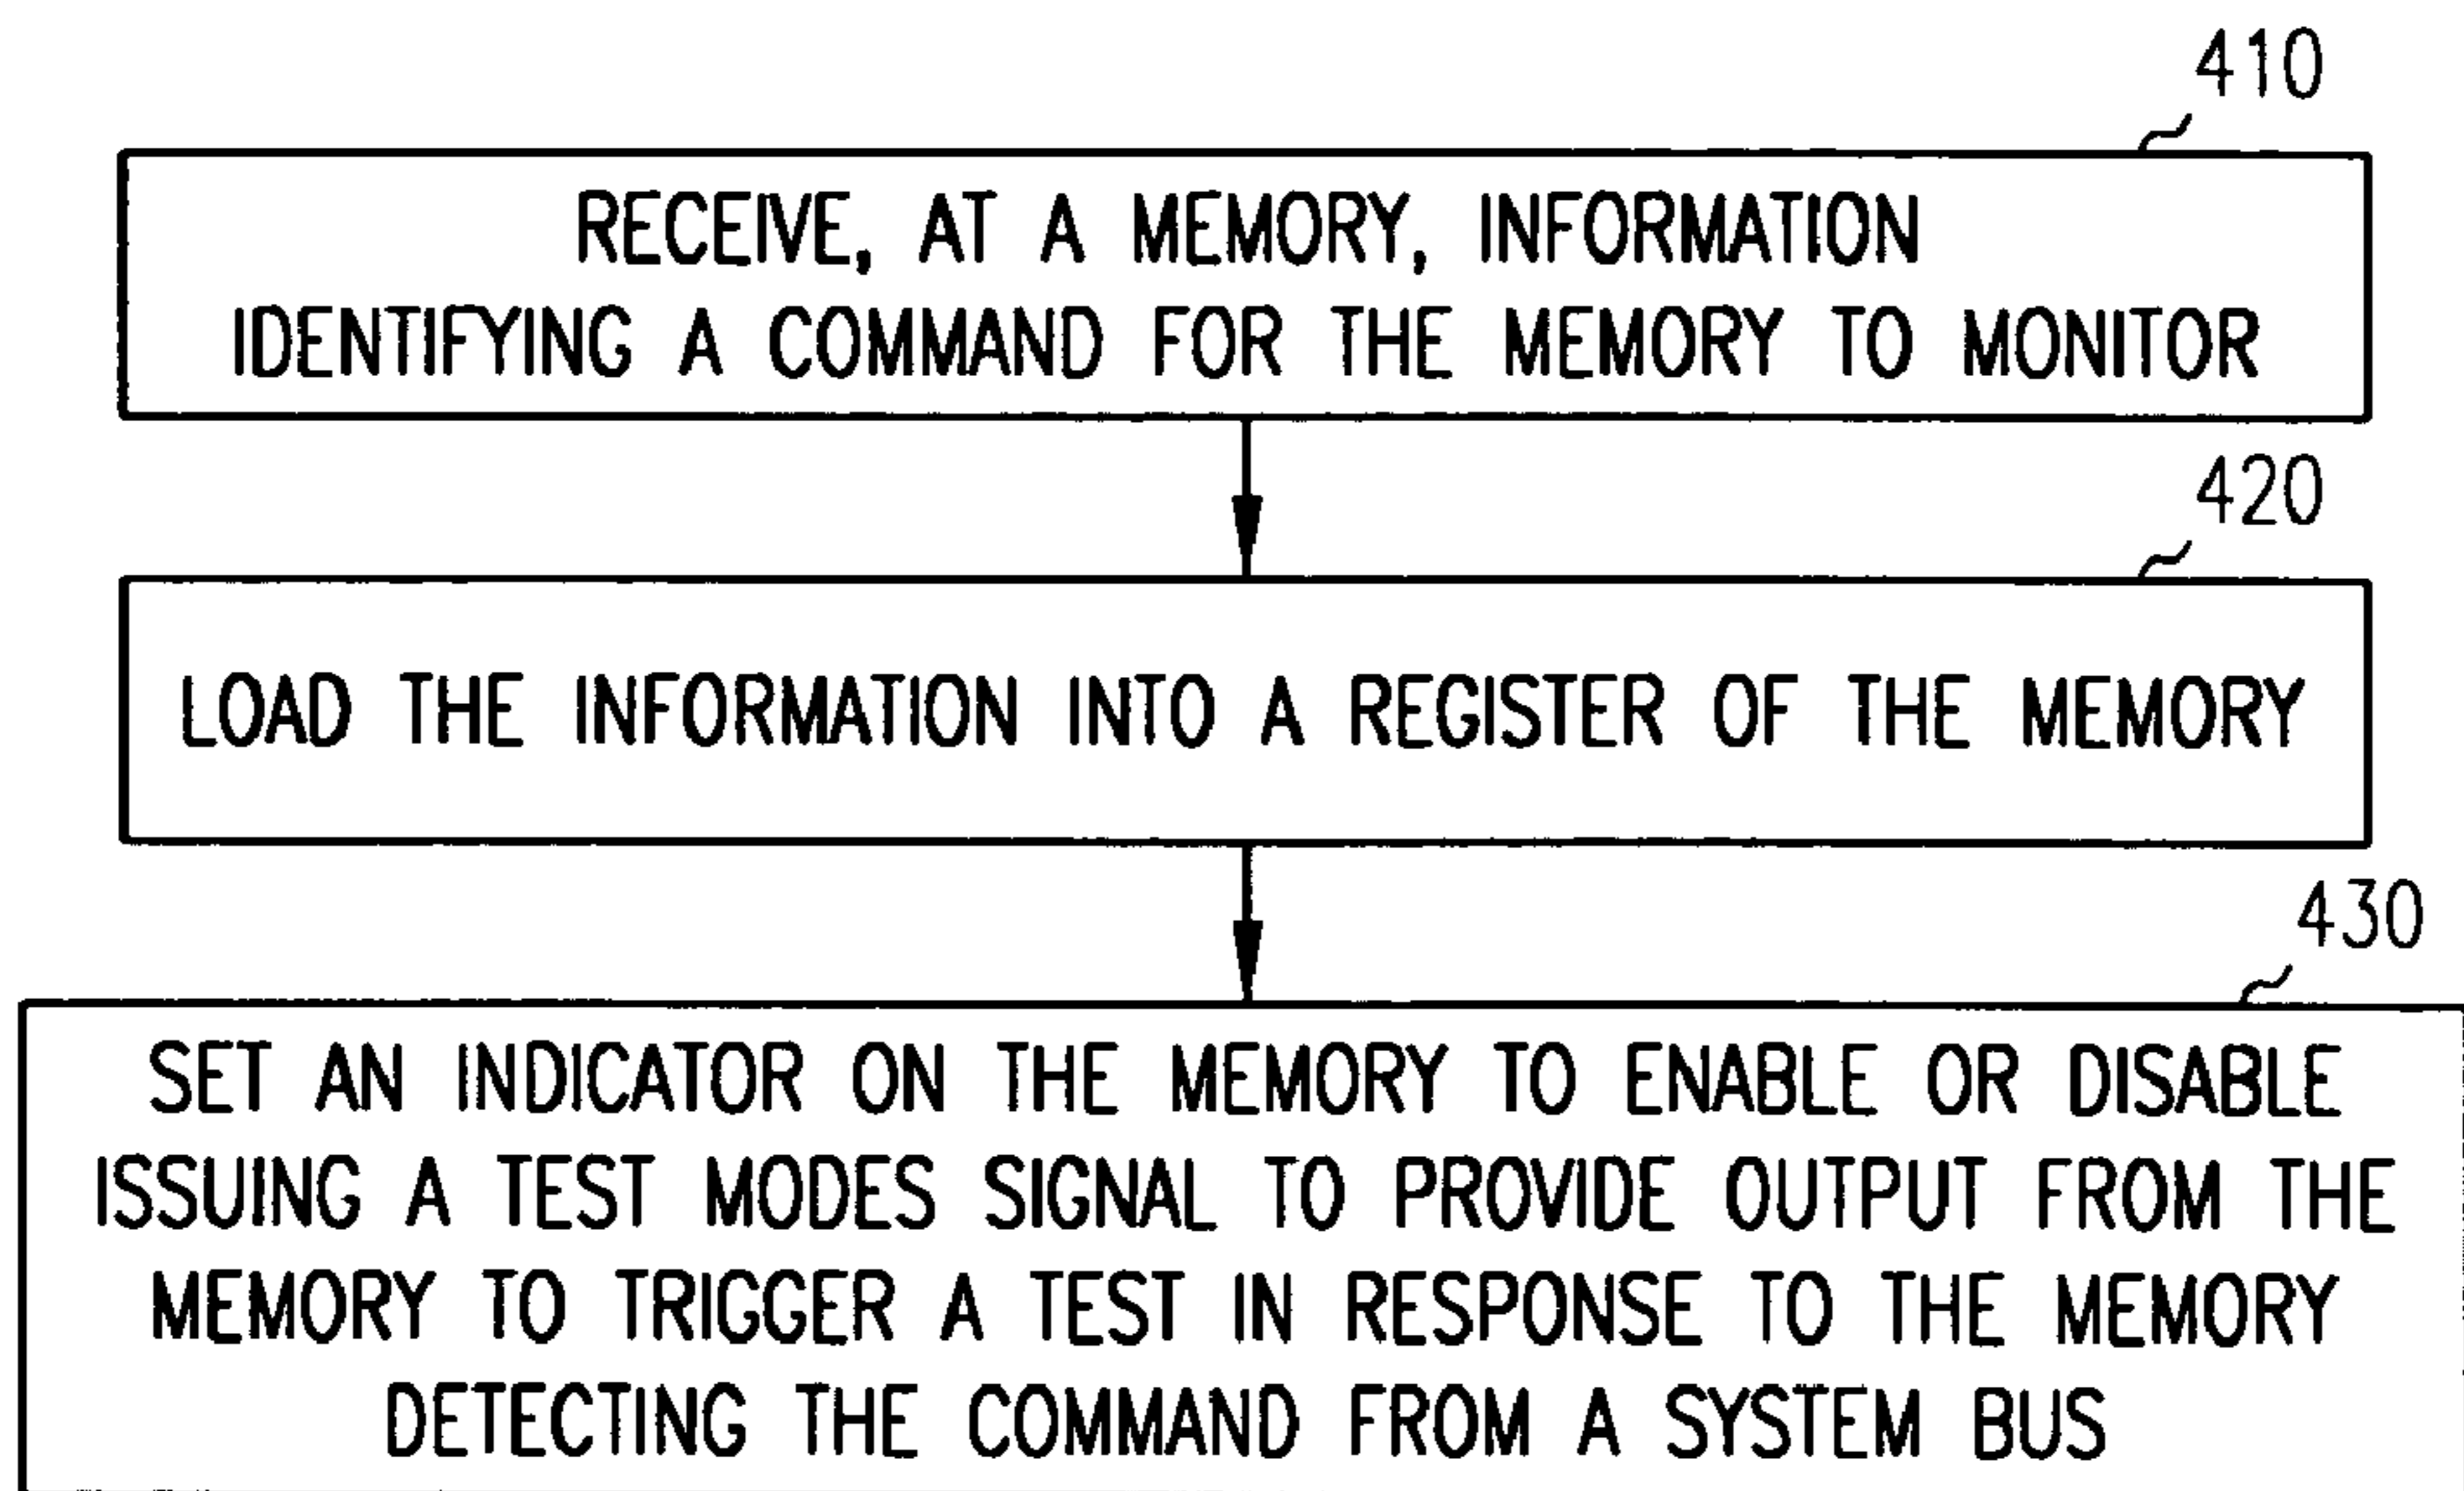 410
RECEIVE, AT A MEMORY, INFORMATION
IDENTIFYING A COMMAND FOR THE MEMORY TO MONITOR
420
LOAD THE INFORMATION INTO A REGISTER OF THE MEMORY
430
SET AN INDICATOR ON THE MEMORY TO ENABLE OR DISABLE
ISSUING A TEST MODES SIGNAL TO PROVIDE OUTPUT FROM THE
MEMORY TO TRIGGER A TEST IN RESPONSE TO THE MEMORY
DETECTING THE COMMAND FROM A SYSTEM BUS